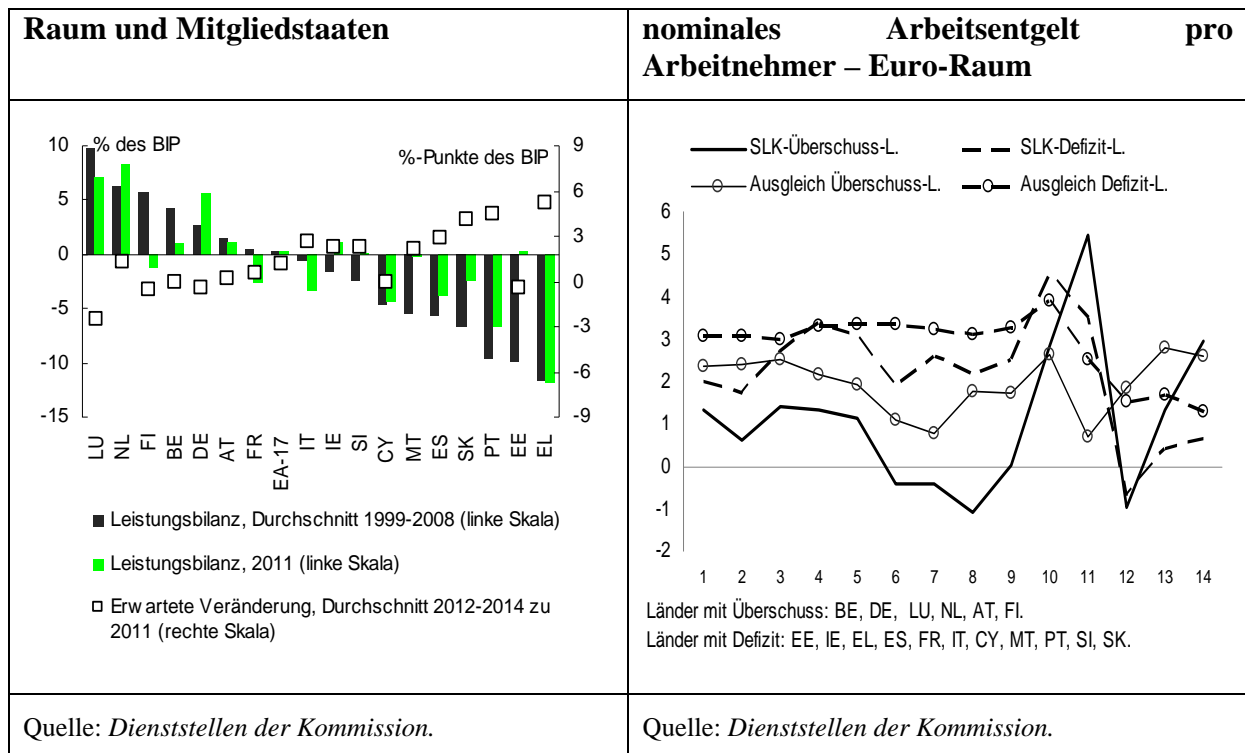 Raum und Mitgliedstaaten
nominales Arbeitsentgelt pro
Arbeitnehmer – Euro-Raum
% des BIP
%-Punkte des BIP
10
5
0
-5
-10
-15
9
6
3
0
-3
-6
-9
LU
NL
FI
BE
DE
AT
FR
EA-17
IT
IE
SI
CY
MT
ES
SK
PT
EE
EL
Leistungsbilanz, Durchschnitt 1999-2008 (linke Skala)
Leistungsbilanz, 2011 (linke Skala)
Erwartete Veränderung, Durchschnitt 2012-2014 zu
2011 (rechte Skala)
SLK-Überschuss-L.
SLK-Defizit-L.
Ausgleich Überschuss-L.
Ausgleich Defizit-L.
6
5
4
3
2
1
0
-1
-2
1 2 3 4 5 6 7 8 9 10 11 12 13 14
Länder mit Überschuss: BE, DE, LU, NL, AT, FI.
Länder mit Defizit: EE, IE, EL, ES, FR, IT, CY, MT, PT, SI, SK.
Quelle: Dienststellen der Kommission.
Quelle: Dienststellen der Kommission.